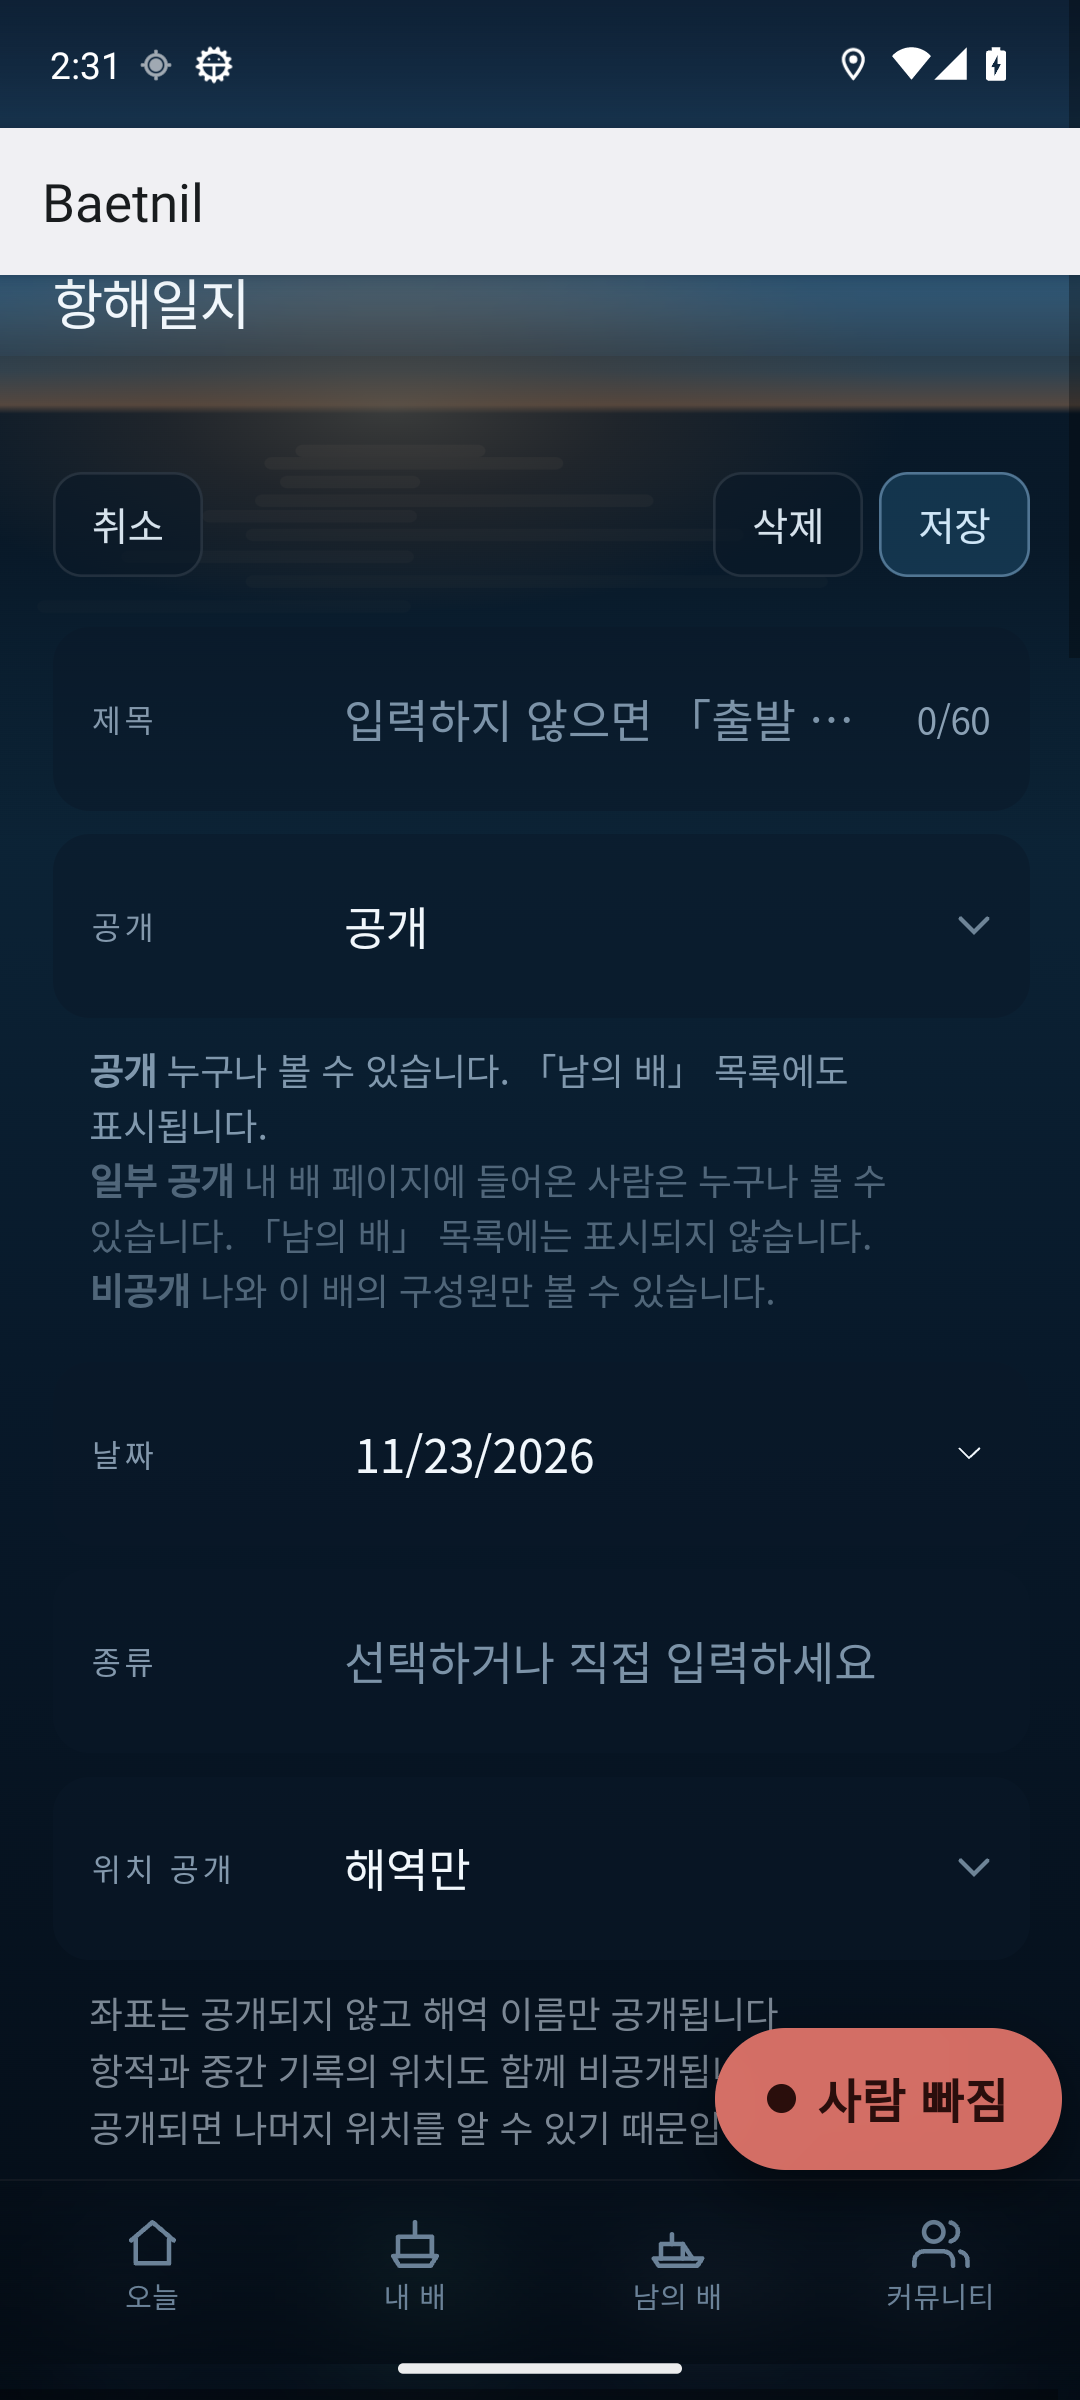 2:31
Baetnil
항해일지
취소
삭제
저장
제목
입력하지 않으면 「출발 ⋯
0/60
공개
공개
공개 누구나 볼 수 있습니다. 「남의 배」 목록에도
표시됩니다.
일부 공개 내 배 페이지에 들어온 사람은 누구나 볼 수
있습니다. 「남의 배」 목록에는 표시되지 않습니다.
비공개 나와 이 배의 구성원만 볼 수 있습니다.
날짜
11/23/2026
종류
선택하거나 직접 입력하세요
위치 공개
해역만
좌표는 공개되지 않고 해역 이름만 공개됩니다
항적과 중간 기록의 위치도 함께
공개되면 나머지 위치를 알 수 있기
사람 빠짐
오늘
내 배
남의 배
커뮤니티